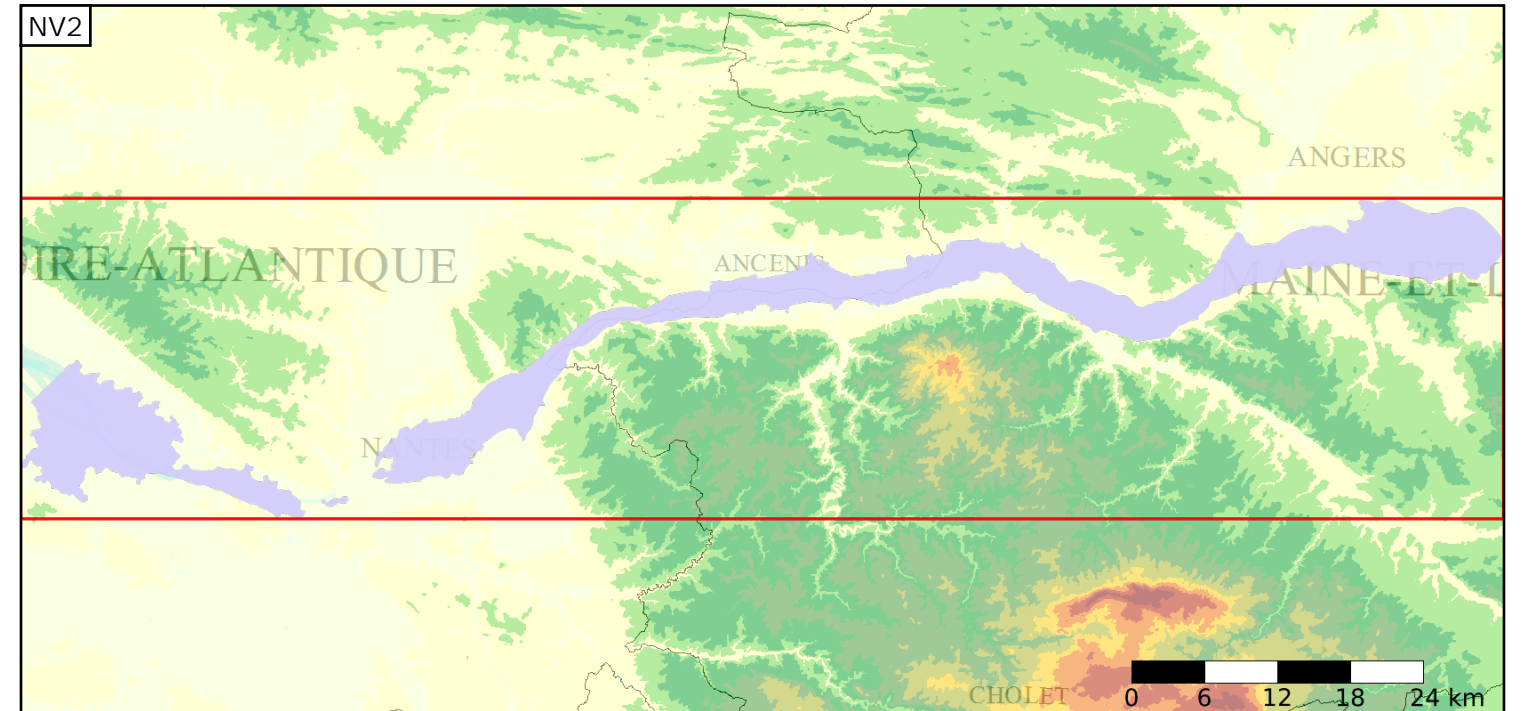 NV2
ANGERS
OIRE-ATLANTIQUE
ANCENIS
MAINE-ET-L
NANTES
CHOLET
0 6 12 18 24 km